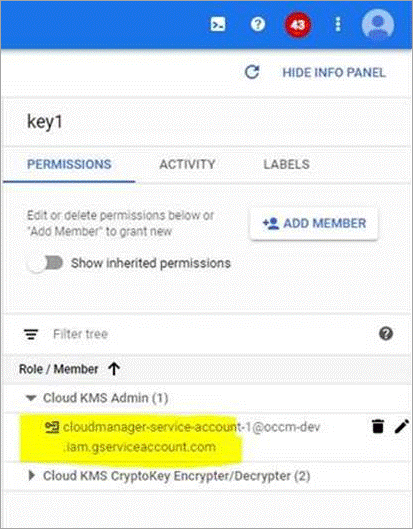 43
HIDE INFO PANEL
key1
PERMISSIONS ACTIVITY LABELS
Edit or delete permissions below or
"Add Member" to grant new
ADD MEMBER
Show inherited permissions
Filter tree
Role / Member
Cloud KMS Admin (1)
cloudmanager-service-account-1@occm-dev
.iam.gserviceaccount.com
Cloud KMS CryptoKey Encrypter/Decrypter (2)